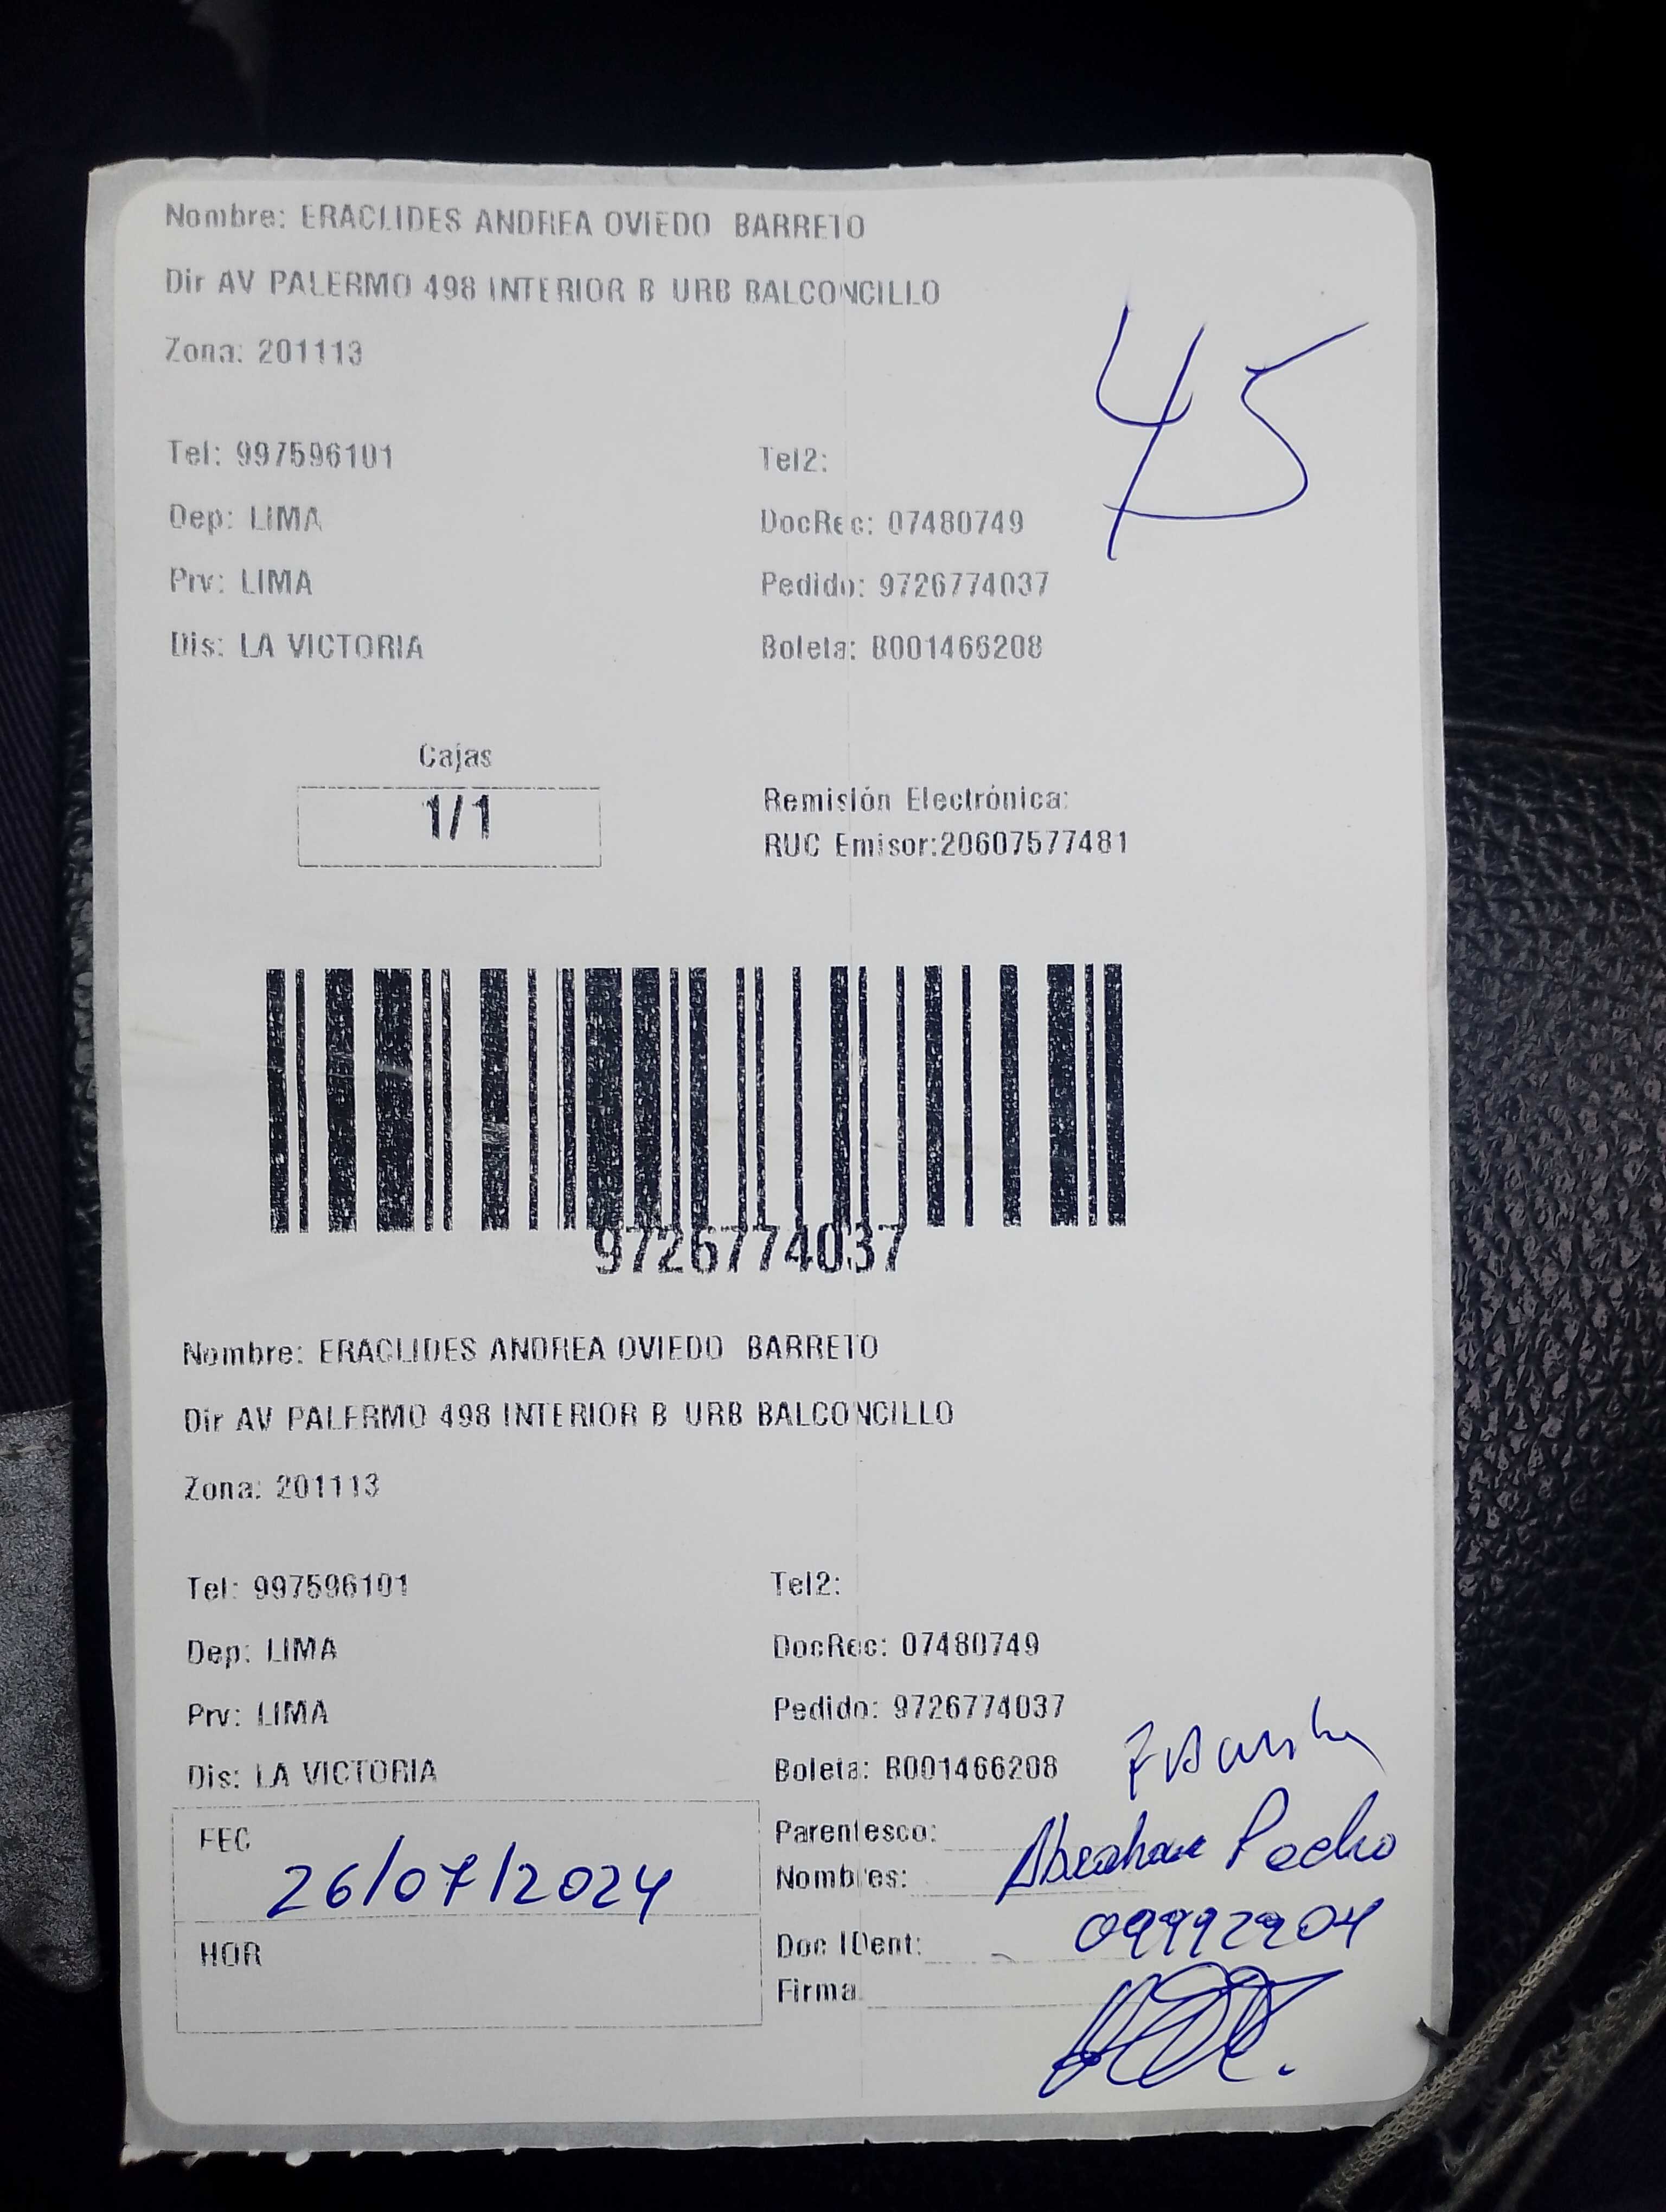 Nombre: ERACLIDES ANDREA OVIEDO BARRETO
Dir AV PALERMO 498 INTERIOR B URB BALCONCILLO
Zona: 201113
45
Tel: 997596101 Tel2:
Dep: LIMA DocRec: 07480749
Prv: LIMA Pedido: 9726774037
Dis: LA VICTORIA Boleta: B001466208
Cajas
1/1
Remisión Electrónica:
RUC Emisor:20607577481
9726774037
Nombre: ERACLIDES ANDREA OVIEDO BARRETO
Dir AV PALERMO 498 INTERIOR B URB BALCONCILLO
Zona: 201113
Tel: 997596101 Tel2:
Dep: LIMA DocRec: 07480749
Prv: LIMA Pedido: 9726774037
Dis: LA VICTORIA Boleta: B001466208
FEC 26/07/2024
HOR
Parentesco:
Nombres: Abraham
Doc IDent: 09992904
Firma